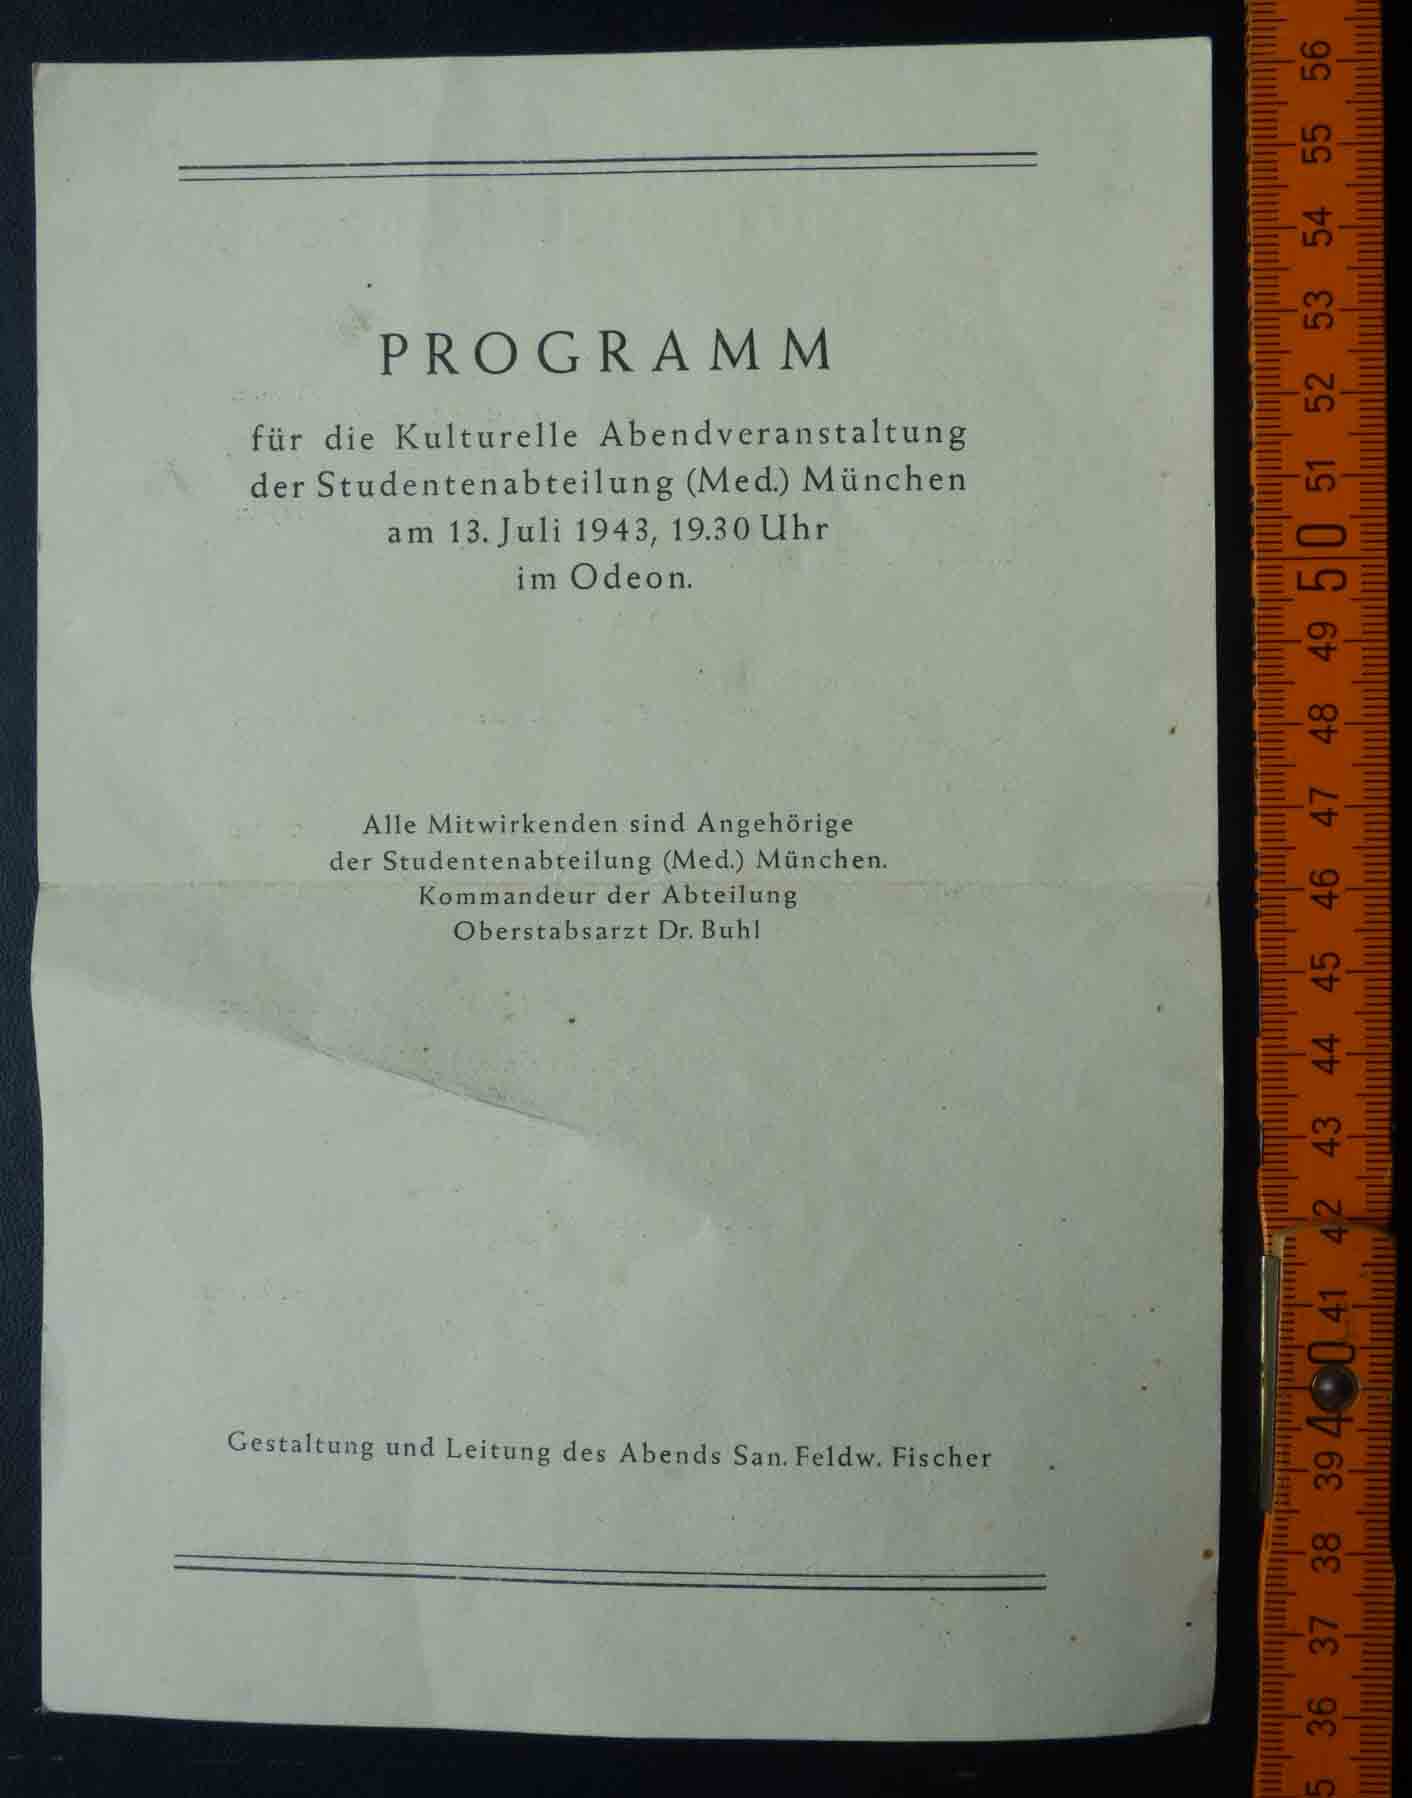 PROGRAMM
für die Kulturelle Abendveranstaltung
der Studentenabteilung (Med.) München
am 13. Juli 1943, 19.30 Uhr
im Odeon.
Alle Mitwirkenden sind Angehörige
der Studentenabteilung (Med.) München.
Kommandeur der Abteilung
Oberstabsarzt Dr. Buhl
Gestaltung und Leitung des Abends San. Feldw. Fischer
56
55
54
53
52
51
50
49
48
47
46
45
44
43
42
41
40
39
38
37
36
5